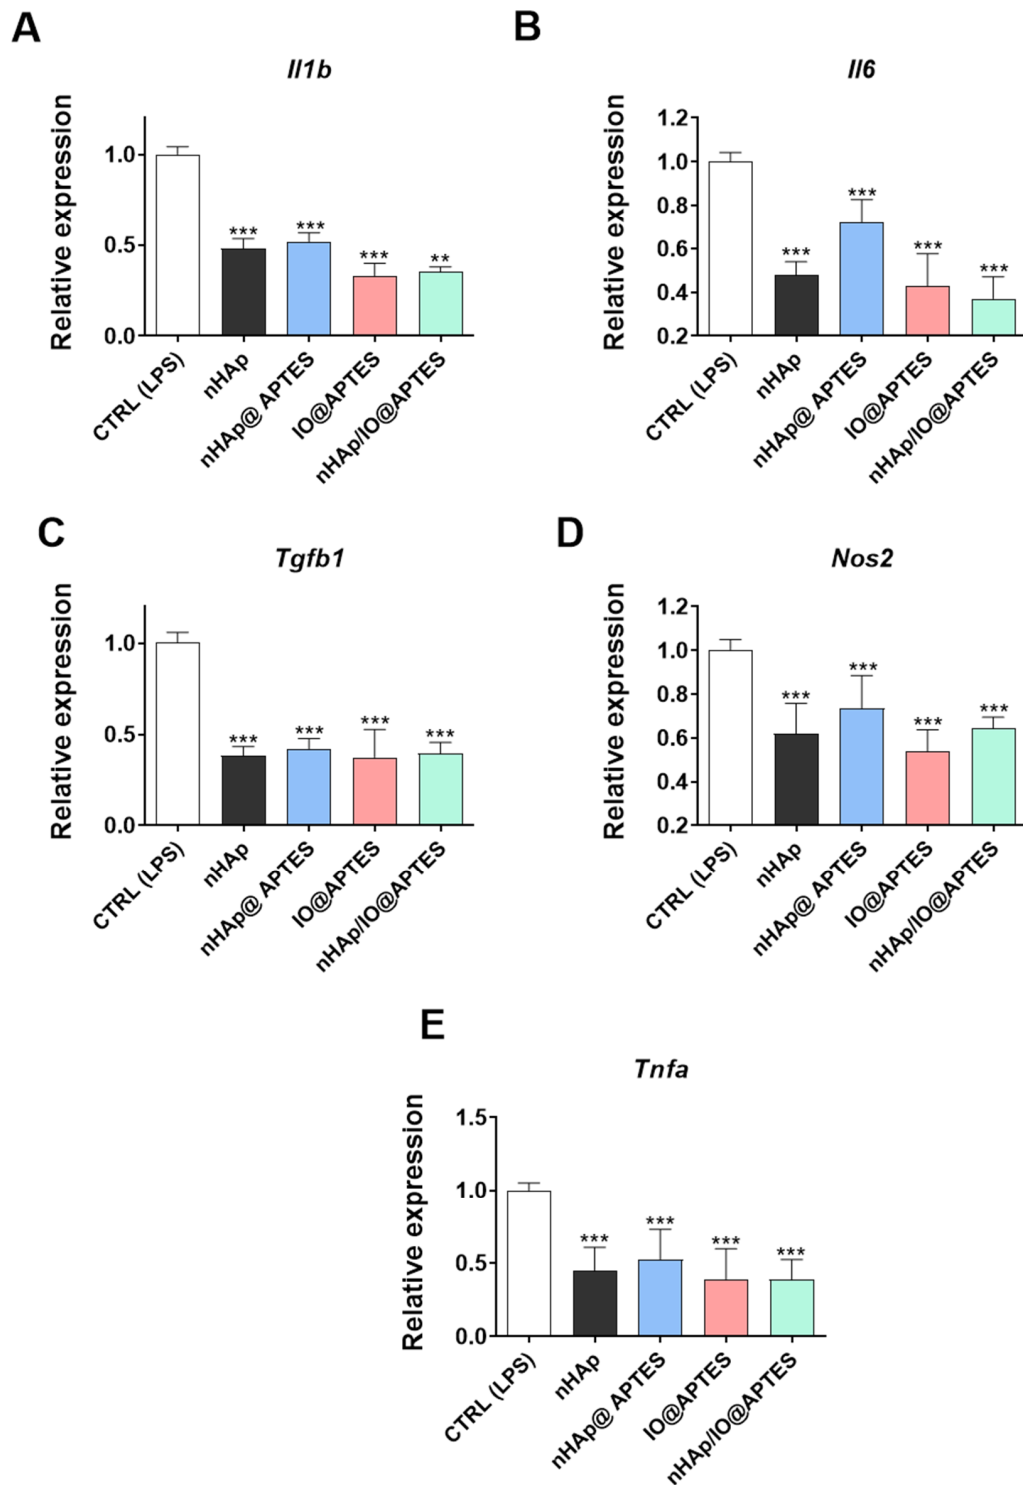 A
B
Il1b
Il6
Relative expression
1.0
0.5
0.0
***
***
***
**
CTRL (LPS)
nHAp
nHAp@ APTES
IO@APTES
nHAp/IO@APTES
Relative expression
1.2
1.0
0.8
0.6
0.4
0.2
***
***
***
***
CTRL (LPS)
nHAp
nHAp@ APTES
IO@APTES
nHAp/IO@APTES
C
D
Tgfb1
Nos2
Relative expression
1.0
0.5
0.0
***
***
***
***
CTRL (LPS)
nHAp
nHAp@ APTES
IO@APTES
nHAp/IO@APTES
Relative expression
1.2
1.0
0.8
0.6
0.4
0.2
***
***
***
***
CTRL (LPS)
nHAp
nHAp@ APTES
IO@APTES
nHAp/IO@APTES
E
Tnfa
Relative expression
1.5
1.0
0.5
0.0
***
***
***
***
CTRL (LPS)
nHAp
nHAp@ APTES
IO@APTES
nHAp/IO@APTES